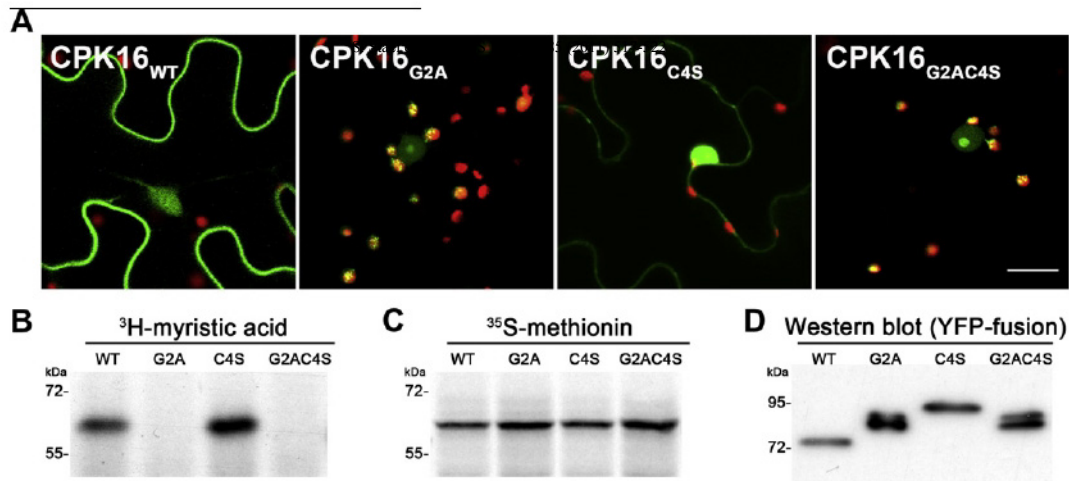 A
CPK16WT
CPK16G2A
CPK16C4S
CPK16G2AC4S
B
3H-myristic acid
WT G2A C4S G2AC4S
kDa
72-
55-
C
35S-methionin
WT G2A C4S G2AC4S
kDa
72-
55-
D
Western blot (YFP-fusion)
WT G2A C4S G2AC4S
kDa
95-
72-